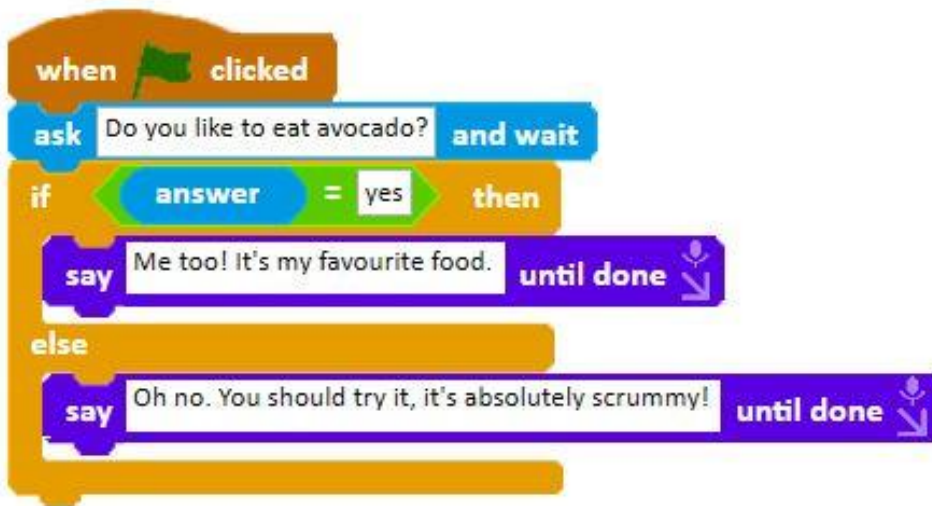 when clicked
ask Do you like to eat avocado? and wait
if answer = yes then
say Me too! It's my favourite food. until done
else
say Oh no. You should try it, it's absolutely scrummy! until done